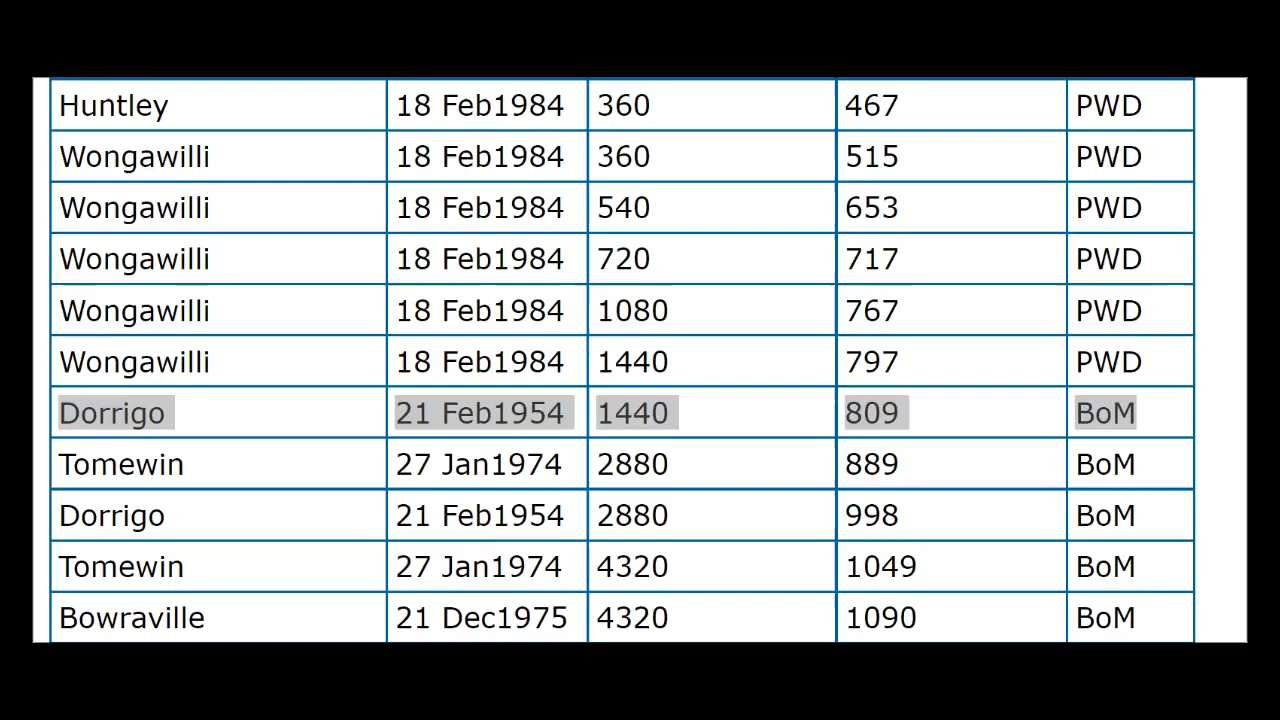 Huntley 18 Feb1984 360 467 PWD
Wongawilli 18 Feb1984 360 515 PWD
Wongawilli 18 Feb1984 540 653 PWD
Wongawilli 18 Feb1984 720 717 PWD
Wongawilli 18 Feb1984 1080 767 PWD
Wongawilli 18 Feb1984 1440 797 PWD
Dorrigo 21 Feb1954 1440 809 BoM
Tomewin 27 Jan1974 2880 889 BoM
Dorrigo 21 Feb1954 2880 998 BoM
Tomewin 27 Jan1974 4320 1049 BoM
Bowraville 21 Dec1975 4320 1090 BoM